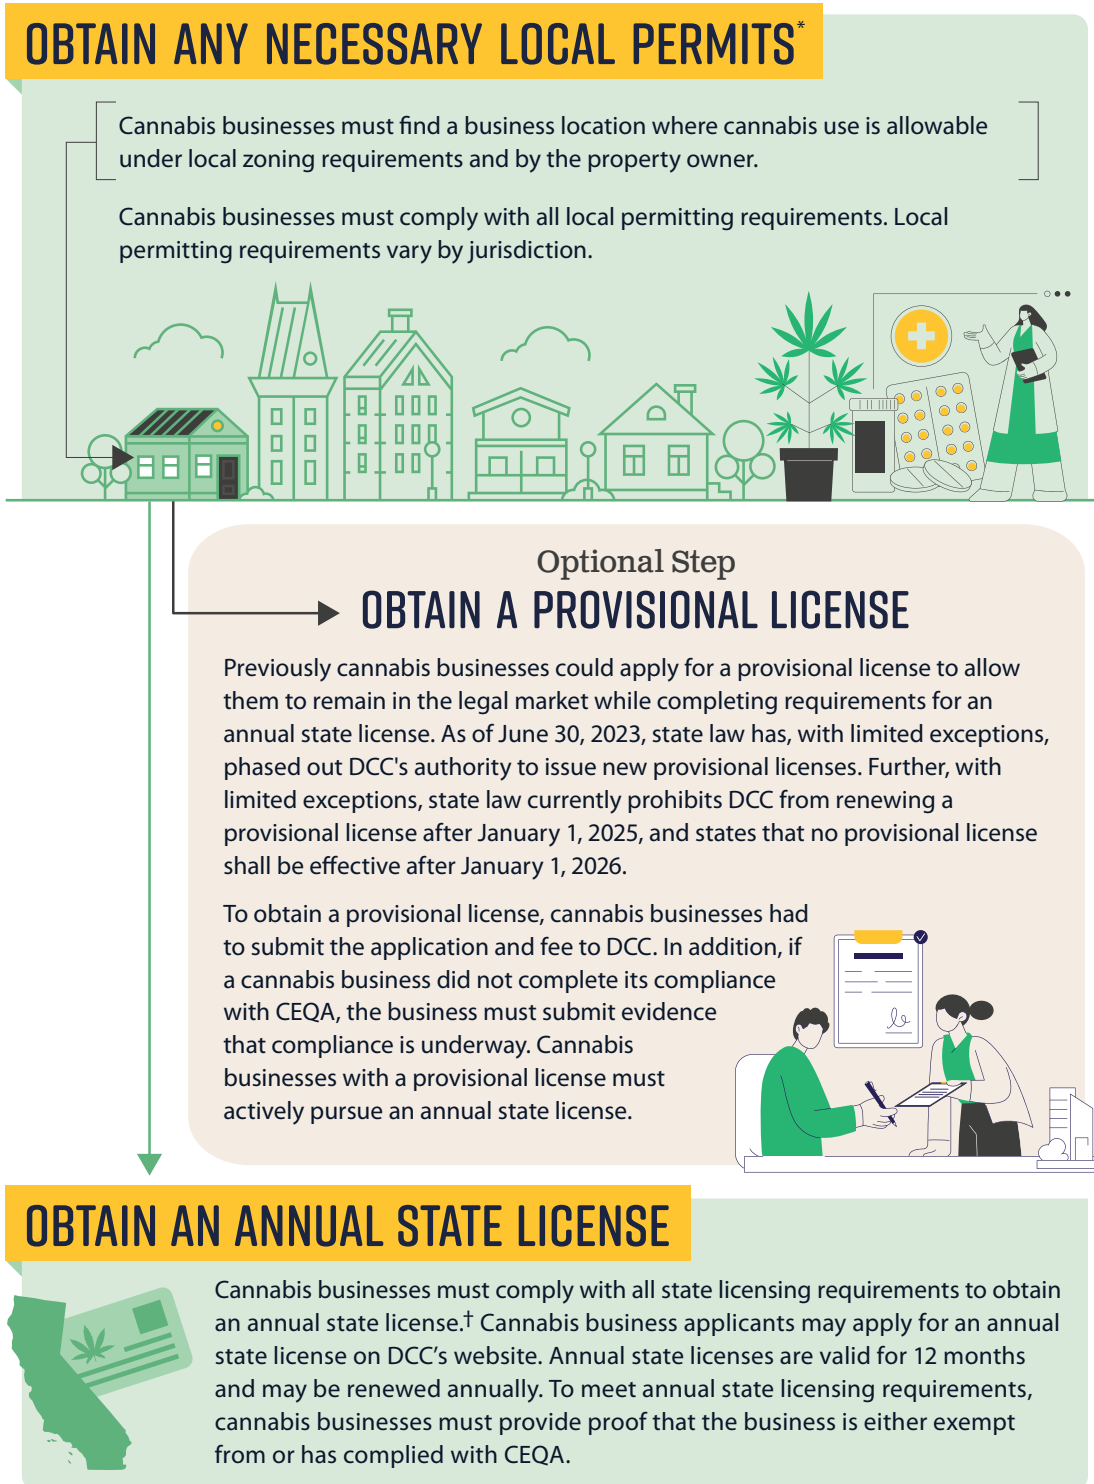 OBTAIN ANY NECESSARY LOCAL PERMITS*
Cannabis businesses must find a business location where cannabis use is allowable
under local zoning requirements and by the property owner.
Cannabis businesses must comply with all local permitting requirements. Local
permitting requirements vary by jurisdiction.
Optional Step
OBTAIN A PROVISIONAL LICENSE
Previously cannabis businesses could apply for a provisional license to allow
them to remain in the legal market while completing requirements for an
annual state license. As of June 30, 2023, state law has, with limited exceptions,
phased out DCC's authority to issue new provisional licenses. Further, with
limited exceptions, state law currently prohibits DCC from renewing a
provisional license after January 1, 2025, and states that no provisional license
shall be effective after January 1, 2026.
To obtain a provisional license, cannabis businesses had
to submit the application and fee to DCC. In addition, if
a cannabis business did not complete its compliance
with CEQA, the business must submit evidence
that compliance is underway. Cannabis
businesses with a provisional license must
actively pursue an annual state license.
OBTAIN AN ANNUAL STATE LICENSE
Cannabis businesses must comply with all state licensing requirements to obtain
an annual state license.† Cannabis business applicants may apply for an annual
state license on DCC’s website. Annual state licenses are valid for 12 months
and may be renewed annually. To meet annual state licensing requirements,
cannabis businesses must provide proof that the business is either exempt
from or has complied with CEQA.